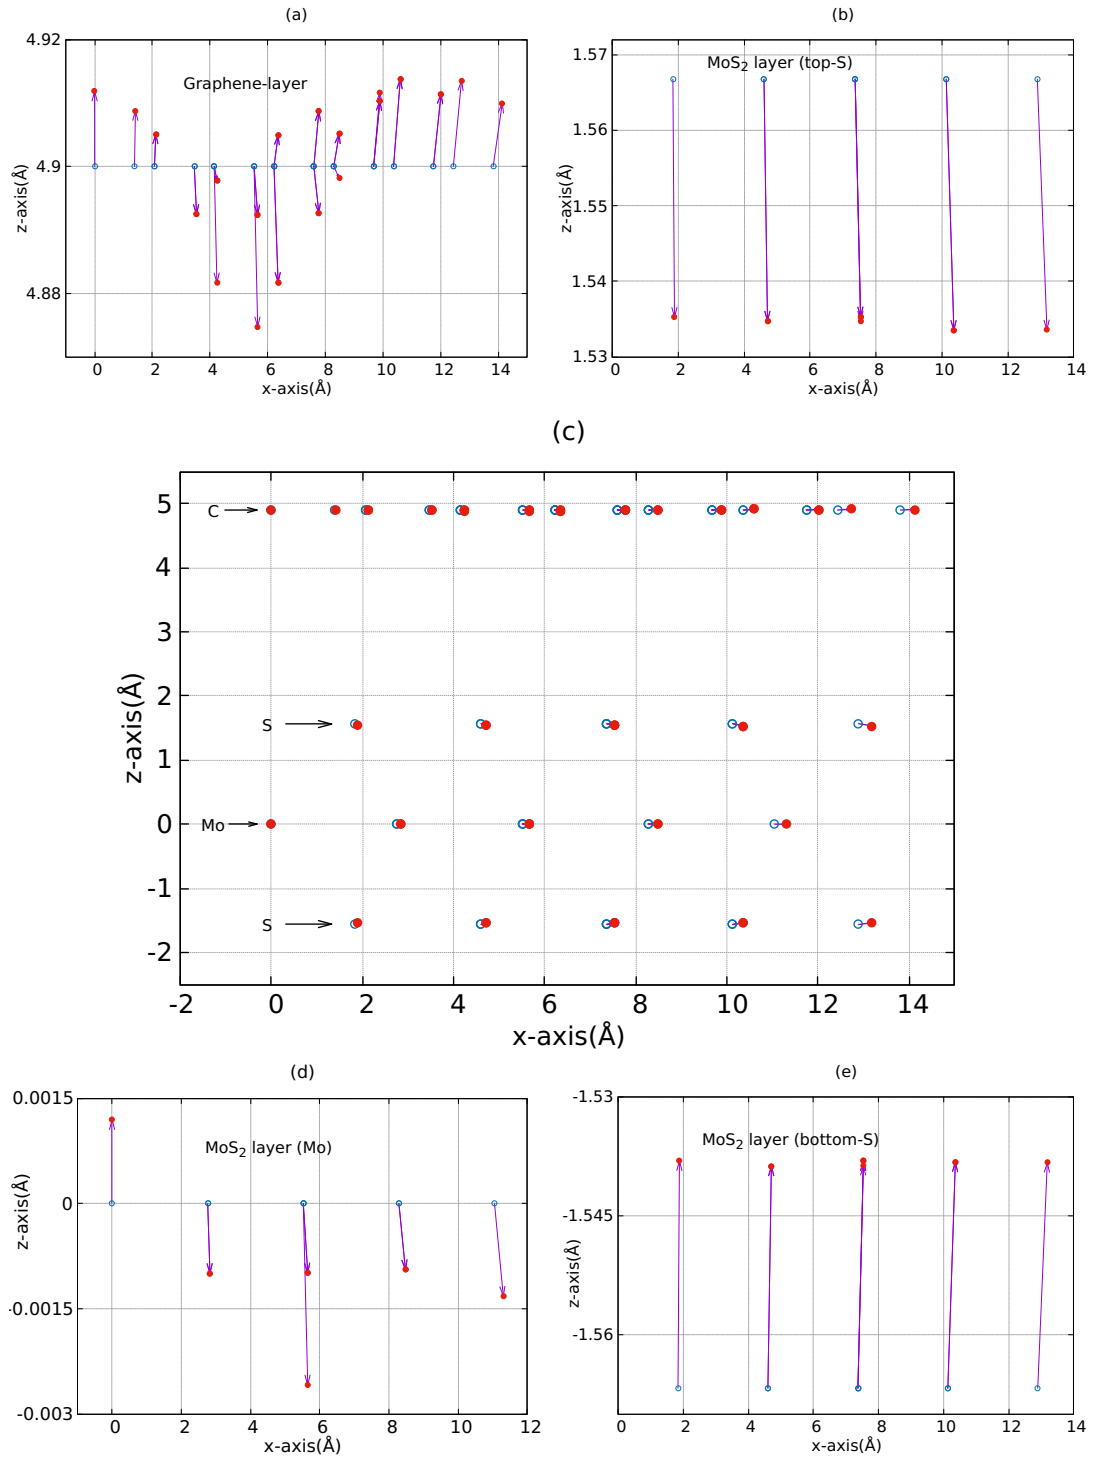 (a)
4.92
4.9
4.88
z-axis(Å)
Graphene-layer
0 2 4 6 8 10 12 14
x-axis(Å)
(b)
1.57
1.56
1.55
1.54
1.53
z-axis(Å)
MoS2 layer (top-S)
0 2 4 6 8 10 12 14
x-axis(Å)
(c)
5
4
3
2
1
0
-1
-2
z-axis(Å)
C
S
Mo
S
-2 0 2 4 6 8 10 12 14
x-axis(Å)
(d)
0.0015
0
-0.0015
-0.003
z-axis(Å)
MoS2 layer (Mo)
0 2 4 6 8 10 12
x-axis(Å)
(e)
-1.53
-1.545
-1.56
z-axis(Å)
MoS2 layer (bottom-S)
0 2 4 6 8 10 12 14
x-axis(Å)